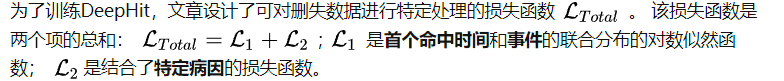 为了训练DeepHit，文章设计了可对删失数据进行特定处理的损失函数 𝓛_Total 。 该损失函数是
两个项的总和： 𝓛_Total = 𝓛_1 + 𝓛_2 ；𝓛_1 是首个命中时间和事件的联合分布的对数似然函
数； 𝓛_2 是结合了特定病因的损失函数。